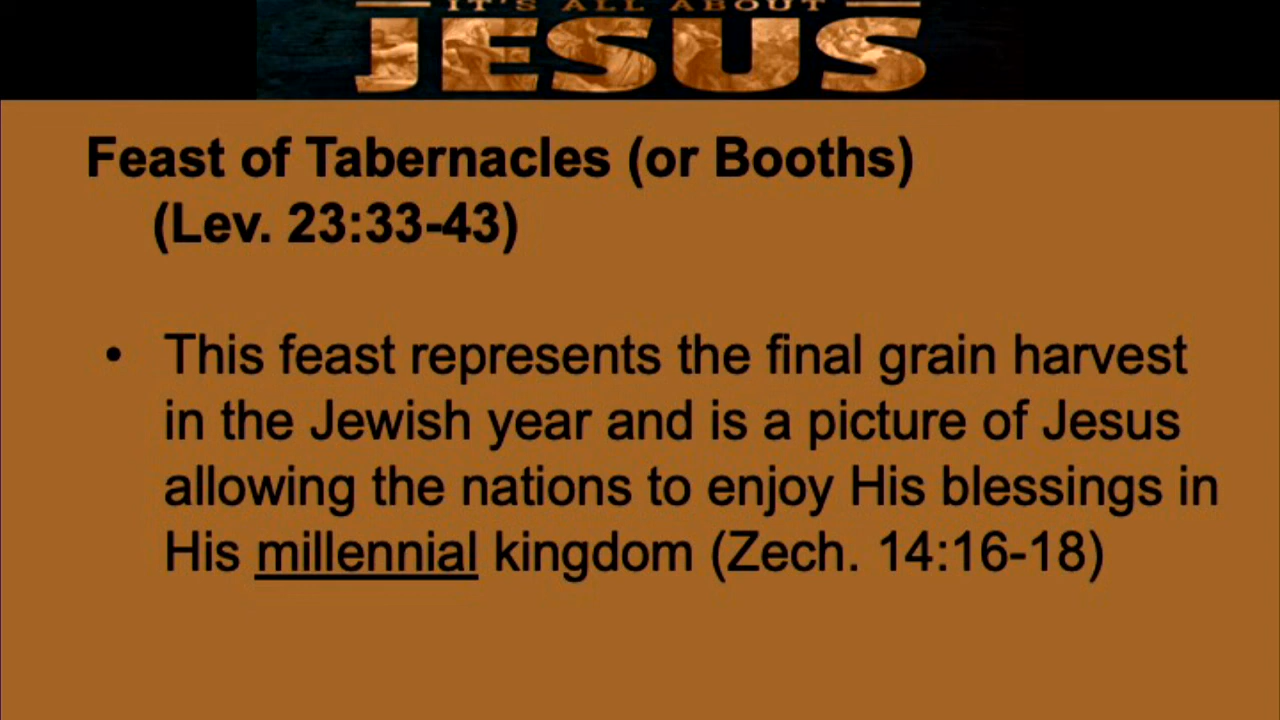 IT'S ALL ABOUT
JESUS
Feast of Tabernacles (or Booths)
(Lev. 23:33-43)
• This feast represents the final grain harvest
in the Jewish year and is a picture of Jesus
allowing the nations to enjoy His blessings in
His millennial kingdom (Zech. 14:16-18)